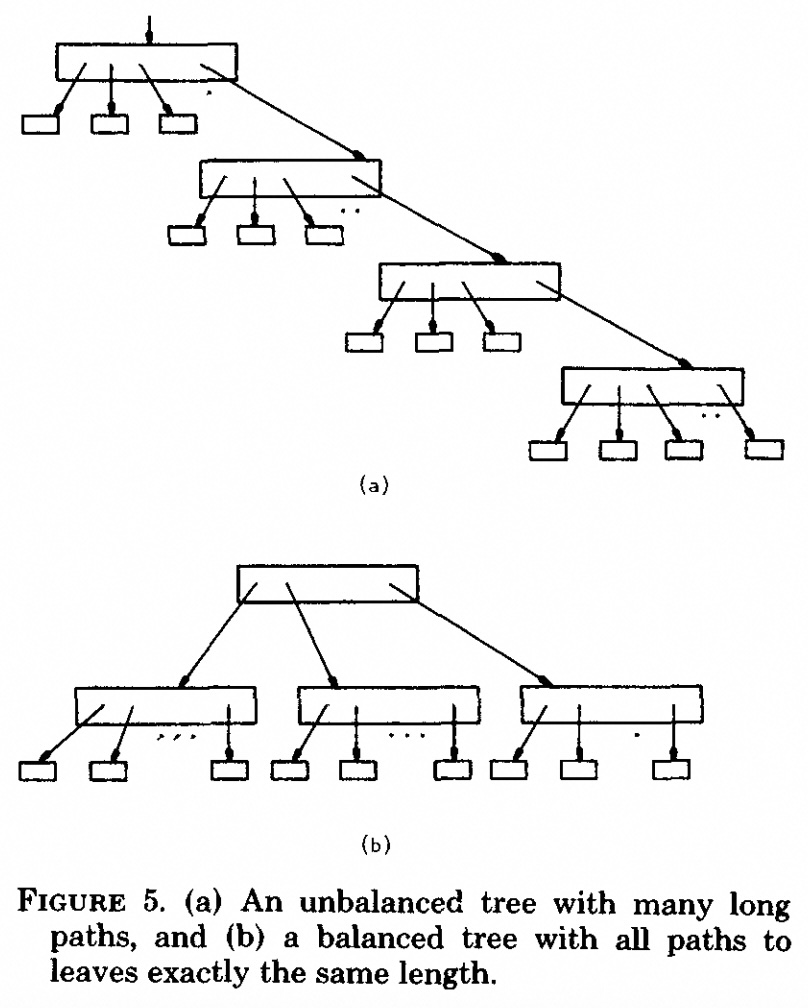 (a)
(b)
FIGURE 5. (a) An unbalanced tree with many long
paths, and (b) a balanced tree with all paths to
leaves exactly the same length.